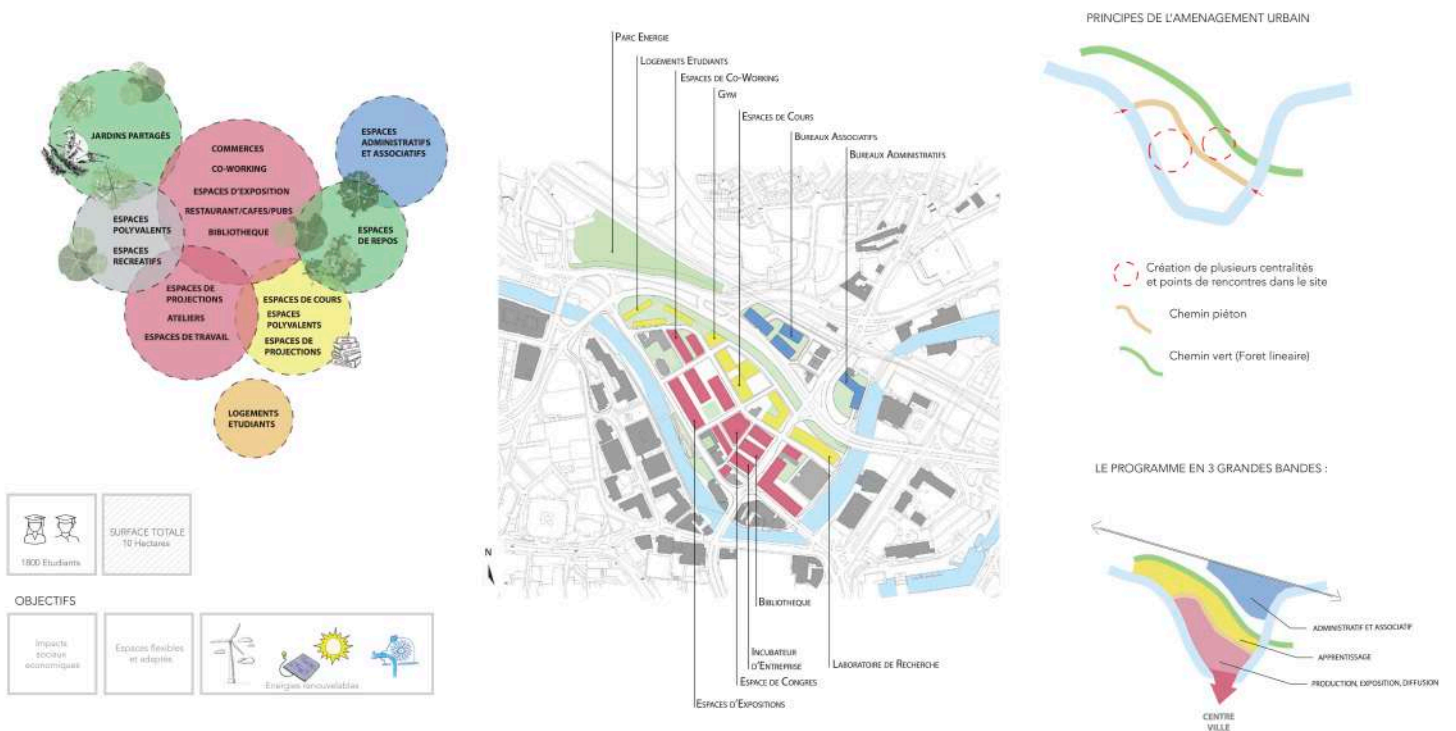 JARDINS PARTAGÉS
COMMERCES
CO-WORKING
ESPACES D'EXPOSITION
RESTAURANT/CAFES/PUBS
BIBLIOTHEQUE
ESPACES
ADMINISTRATIFS
ET ASSOCIATIFS
ESPACES
POLYVALENTS
ESPACES
RECREATIFS
ESPACES
DE REPOS
ESPACES DE
PROJECTIONS
ATELIERS
ESPACES DE TRAVAIL
ESPACES DE COURS
ESPACES
POLYVALENTS
ESPACES DE
PROJECTIONS
LOGEMENTS
ETUDIANTS
1800 Etudiants
SURFACE TOTALE
10 Hectares
OBJECTIFS
Impacts
sociaux
économiques
Espaces flexibles
et adaptés
Energies renouvelables
PARC ENERGIE
LOGEMENTS ETUDIANTS
ESPACES DE CO-WORKING
GYM
ESPACES DE COURS
BUREAUX ASSOCIATIFS
BUREAUX ADMINISTRATIFS
N
BIBLIOTHEQUE
INCUBATEUR
D'ENTREPRISE
LABORATOIRE DE RECHERCHE
ESPACE DE CONGRES
ESPACES D'EXPOSITIONS
PRINCIPES DE L'AMENAGEMENT URBAIN
Création de plusieurs centralités
et points de rencontres dans le site
Chemin piéton
Chemin vert (Foret lineaire)
LE PROGRAMME EN 3 GRANDES BANDES :
ADMINISTRATIF ET ASSOCIATIF
APPRENTISSAGE
PRODUCTION, EXPOSITION, DIFFUSION
CENTRE
VILLE